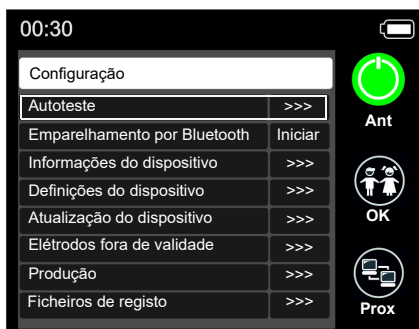 00:30
Configuração
Autoteste >>>
Ant
Emparelhamento por Bluetooth Iniciar
Informações do dispositivo >>>
Definições do dispositivo >>>
Atualização do dispositivo >>>
OK
Elétrodos fora de validade >>>
Produção >>>
Ficheiros de registo >>>
Prox